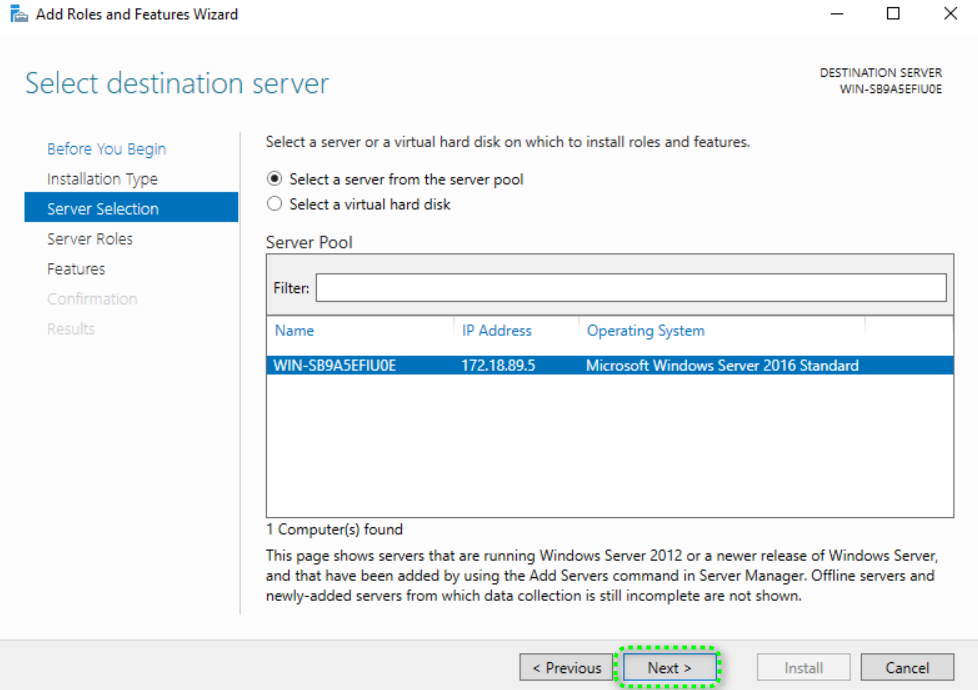 Add Roles and Features Wizard
Select destination server
DESTINATION SERVER
WIN-SB9A5EFIU0E
Before You Begin
Installation Type
Server Selection
Server Roles
Features
Confirmation
Results
Select a server or a virtual hard disk on which to install roles and features.
Select a server from the server pool
Select a virtual hard disk
Server Pool
Filter:
Name IP Address Operating System
WIN-SB9A5EFIU0E 172.18.89.5 Microsoft Windows Server 2016 Standard
1 Computer(s) found
This page shows servers that are running Windows Server 2012 or a newer release of Windows Server,
and that have been added by using the Add Servers command in Server Manager. Offline servers and
newly-added servers from which data collection is still incomplete are not shown.
< Previous Next > Install Cancel